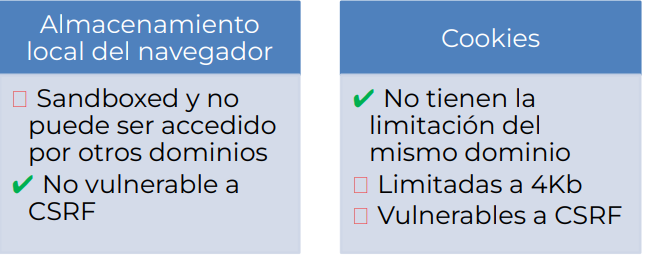 Almacenamiento
local del navegador
Sandboxed y no
puede ser accedido
por otros dominios
✔ No vulnerable a
CSRF
Cookies
✔ No tienen la
limitación del
mismo dominio
Limitadas a 4Kb
Vulnerables a CSRF